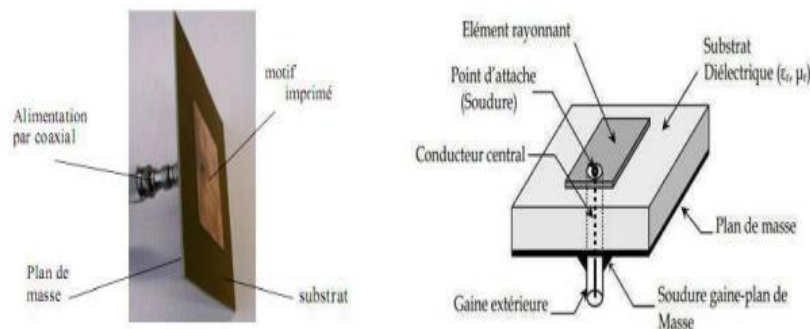 motif
imprimé
Alimentation
par coaxial
Plan de
masse
substrat
Elément rayonnant
Substrat
Diélectrique (εᵣ, μᵣ)
Point d'attache
(Soudure)
Conducteur central
Plan de masse
Gaine extérieure
Soudure gaine-plan de
Masse